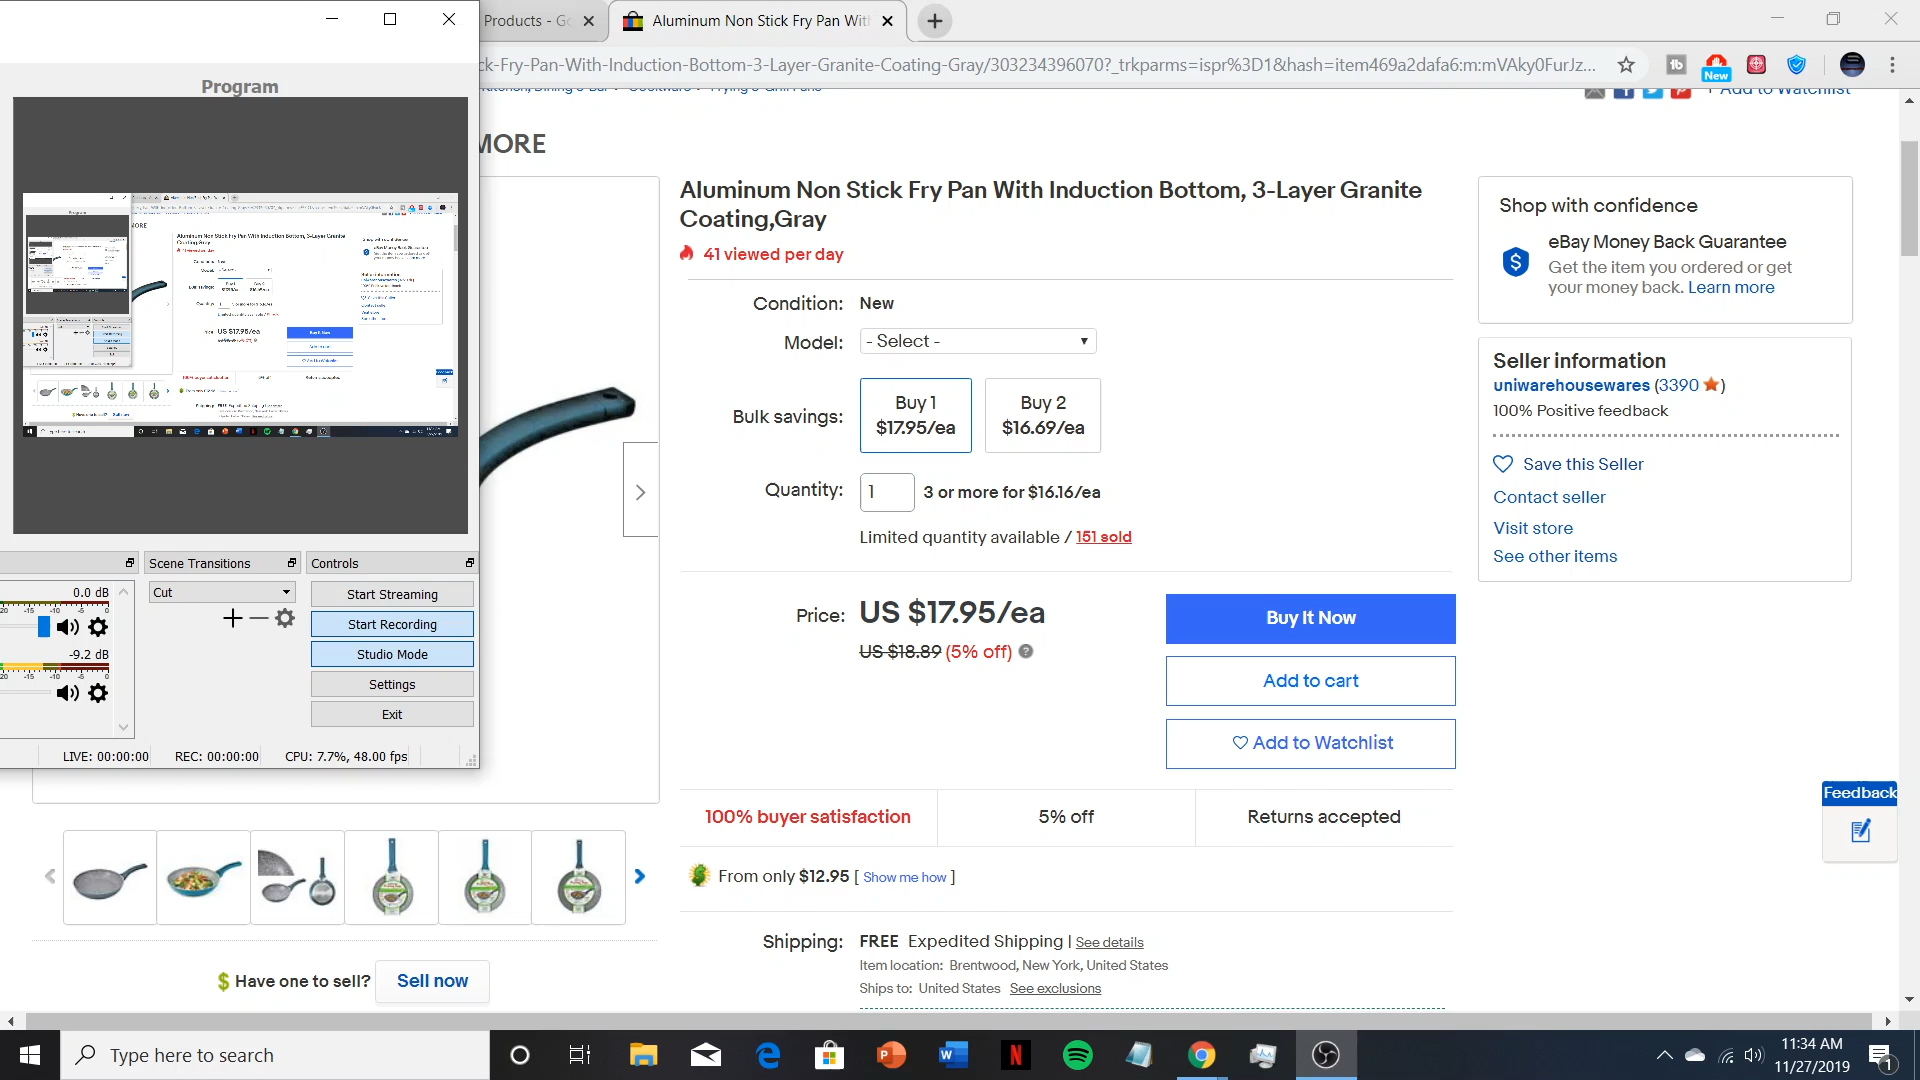 Products - Go
Aluminum Non Stick Fry Pan With
ck-Fry-Pan-With-Induction-Bottom-3-Layer-Granite-Coating-Gray/303234396070?_trkparms=ispr%3D1&hash=item469a2dafa6:m:mVAky0FurJz...
New
Program
Add to Watchlist
MORE
Aluminum Non Stick Fry Pan With Induction Bottom, 3-Layer Granite
Coating,Gray
41 viewed per day
Condition: New
Model: - Select -
Bulk savings:
Buy 1
$17.95/ea
Buy 2
$16.69/ea
Quantity: 1 3 or more for $16.16/ea
Limited quantity available / 151 sold
Price: US $17.95/ea
US $18.89 (5% off)
Buy It Now
Add to cart
Add to Watchlist
100% buyer satisfaction
5% off
Returns accepted
From only $12.95 [ Show me how ]
Shipping: FREE Expedited Shipping | See details
Item location: Brentwood, New York, United States
Ships to: United States See exclusions
Shop with confidence
eBay Money Back Guarantee
Get the item you ordered or get
your money back. Learn more
Seller information
uniwarehousewares (3390)
100% Positive feedback
Save this Seller
Contact seller
Visit store
See other items
Feedback
Scene Transitions
Controls
0.0 dB
Cut
Start Streaming
Start Recording
-9.2 dB
Studio Mode
Settings
Exit
LIVE: 00:00:00
REC: 00:00:00
CPU: 7.7%, 48.00 fps
Have one to sell? Sell now
Type here to search
11:34 AM
11/27/2019
1